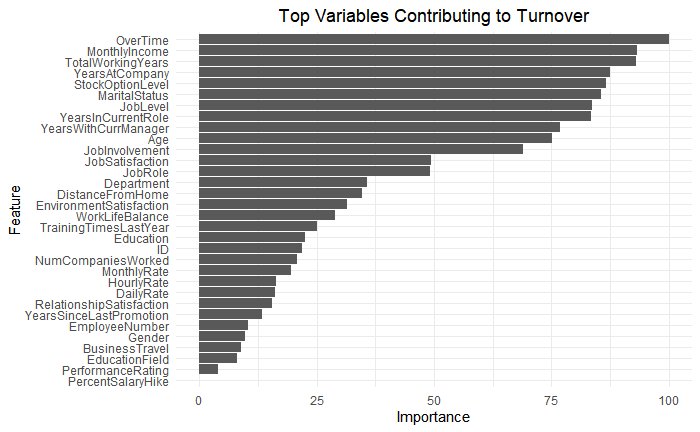 Top Variables Contributing to Turnover
OverTime
MonthlyIncome
TotalWorkingYears
YearsAtCompany
StockOptionLevel
MaritalStatus
JobLevel
YearsInCurrentRole
YearsWithCurrManager
Age
JobInvolvement
JobSatisfaction
JobRole
Department
DistanceFromHome
EnvironmentSatisfaction
WorkLifeBalance
TrainingTimesLastYear
Education
ID
NumCompaniesWorked
MonthlyRate
HourlyRate
DailyRate
RelationshipSatisfaction
YearsSinceLastPromotion
EmployeeNumber
Gender
BusinessTravel
EducationField
PerformanceRating
PercentSalaryHike
Feature
0 25 50 75 100
Importance